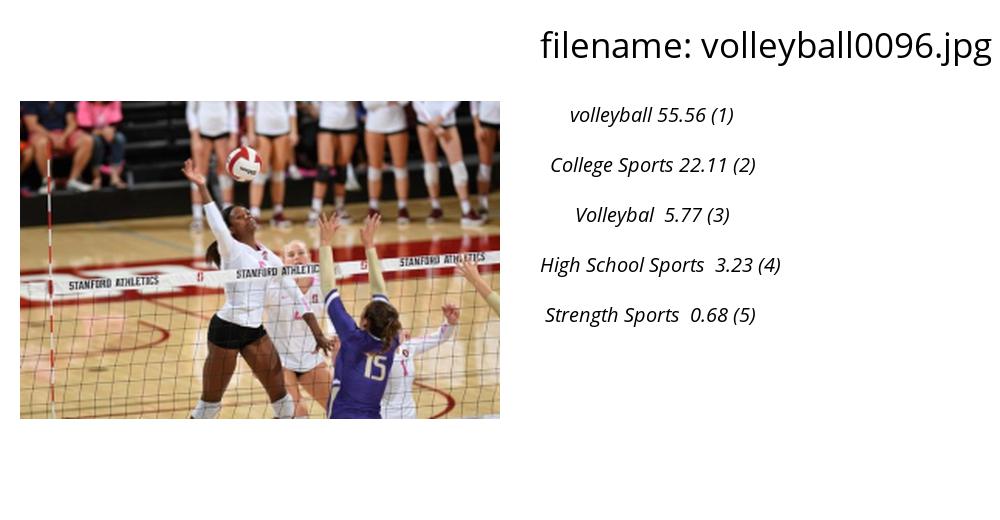 filename: volleyball0096.jpg
volleyball 55.56 (1)
College Sports 22.11 (2)
Volleybal 5.77 (3)
High School Sports 3.23 (4)
Strength Sports 0.68 (5)
STANFORD ATHLETICS STANFORD ATHLETICS STANFORD ATHLETICS
15